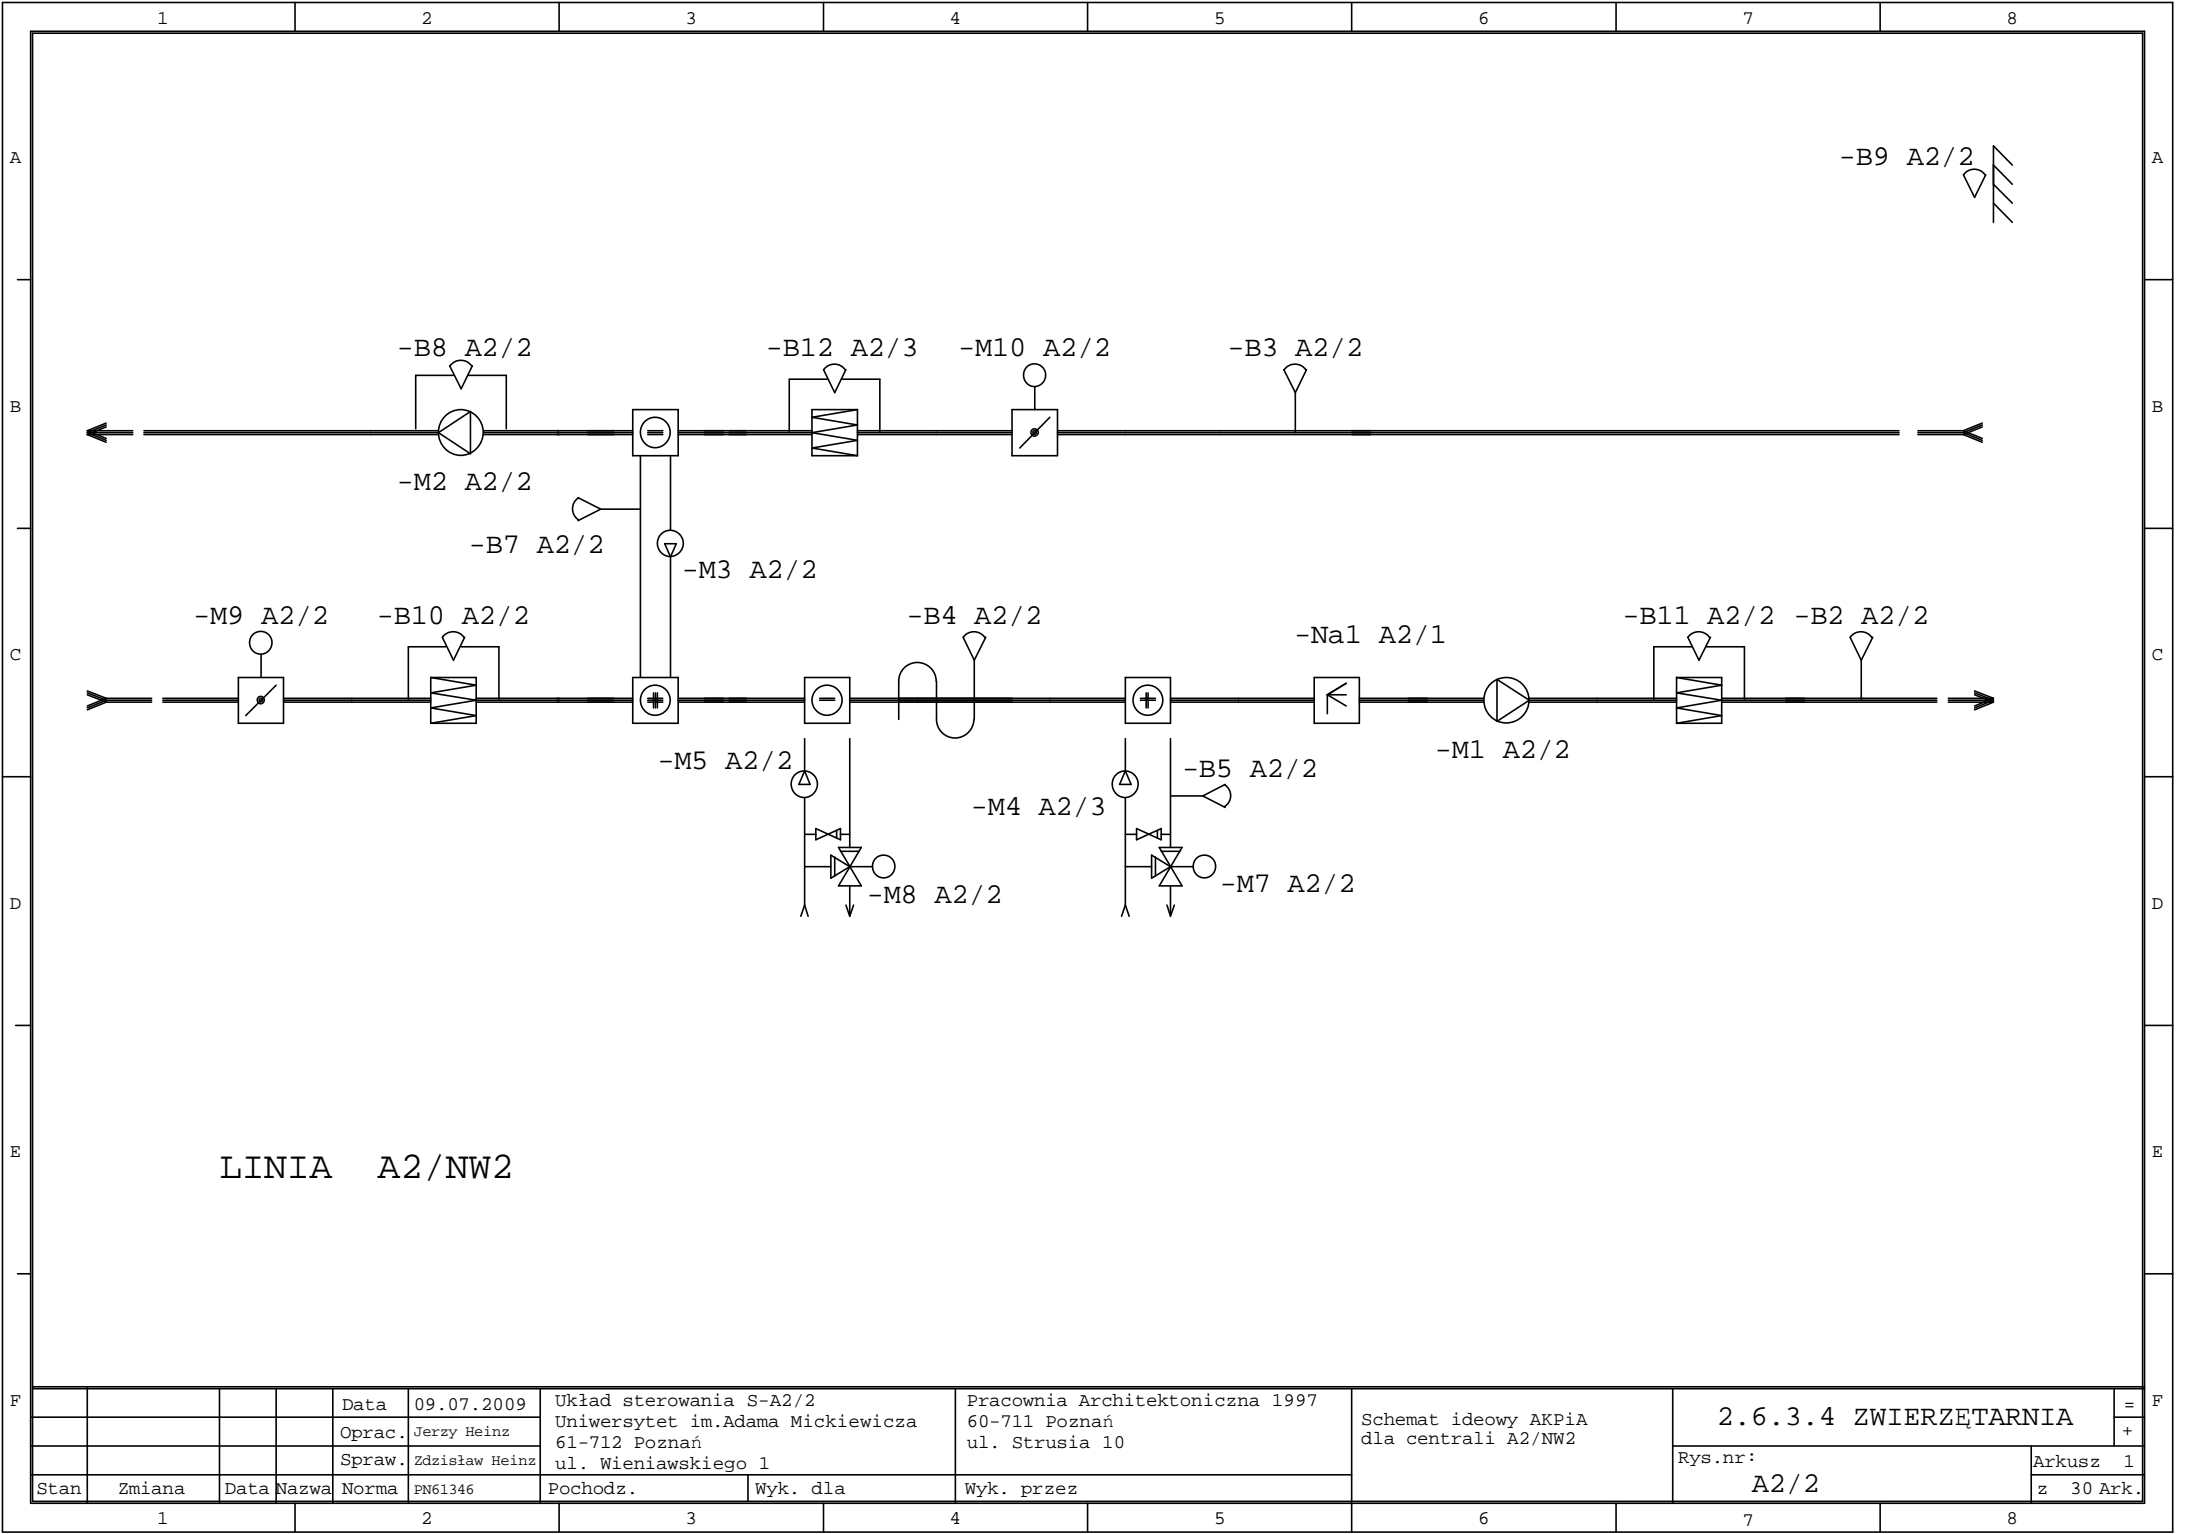 1 2 3 4 5 6 7 8
A A
-B9 A2/2
-B8 A2/2 -B12 A2/3 -M10 A2/2 -B3 A2/2
B B
-M2 A2/2
-B7 A2/2
-M3 A2/2
-M9 A2/2 -B10 A2/2 -B4 A2/2 -Na1 A2/1 -B11 A2/2 -B2 A2/2
C C
-M5 A2/2 -B5 A2/2 -M1 A2/2
-M4 A2/3
-M8 A2/2 -M7 A2/2
D D
E E
LINIA A2/NW2
F F
Data 09.07.2009
Oprac. Jerzy Heinz
Spraw. Zdzisław Heinz
Stan Zmiana Data Nazwa Norma PN61346
Układ sterowania S-A2/2
Uniwersytet im.Adama Mickiewicza
61-712 Poznań
ul. Wieniawskiego 1
Pochodz. Wyk. dla
Pracownia Architektoniczna 1997
60-711 Poznań
ul. Strusia 10
Wyk. przez
Schemat ideowy AKPiA
dla centrali A2/NW2
2.6.3.4 ZWIERZĘTARNIA
=
+
Rys.nr:
A2/2
Arkusz 1
z 30 Ark.
1 2 3 4 5 6 7 8